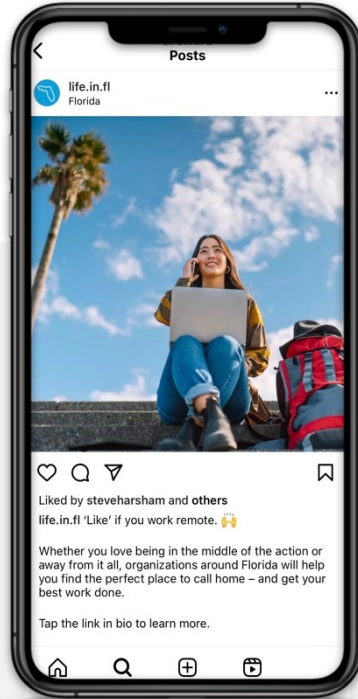 Posts
life.in.fl
Florida
Liked by steveharsham and others
life.in.fl ‘Like’ if you work remote. 🙌
Whether you love being in the middle of the action or
away from it all, organizations around Florida will help
you find the perfect place to call home – and get your
best work done.
Tap the link in bio to learn more.